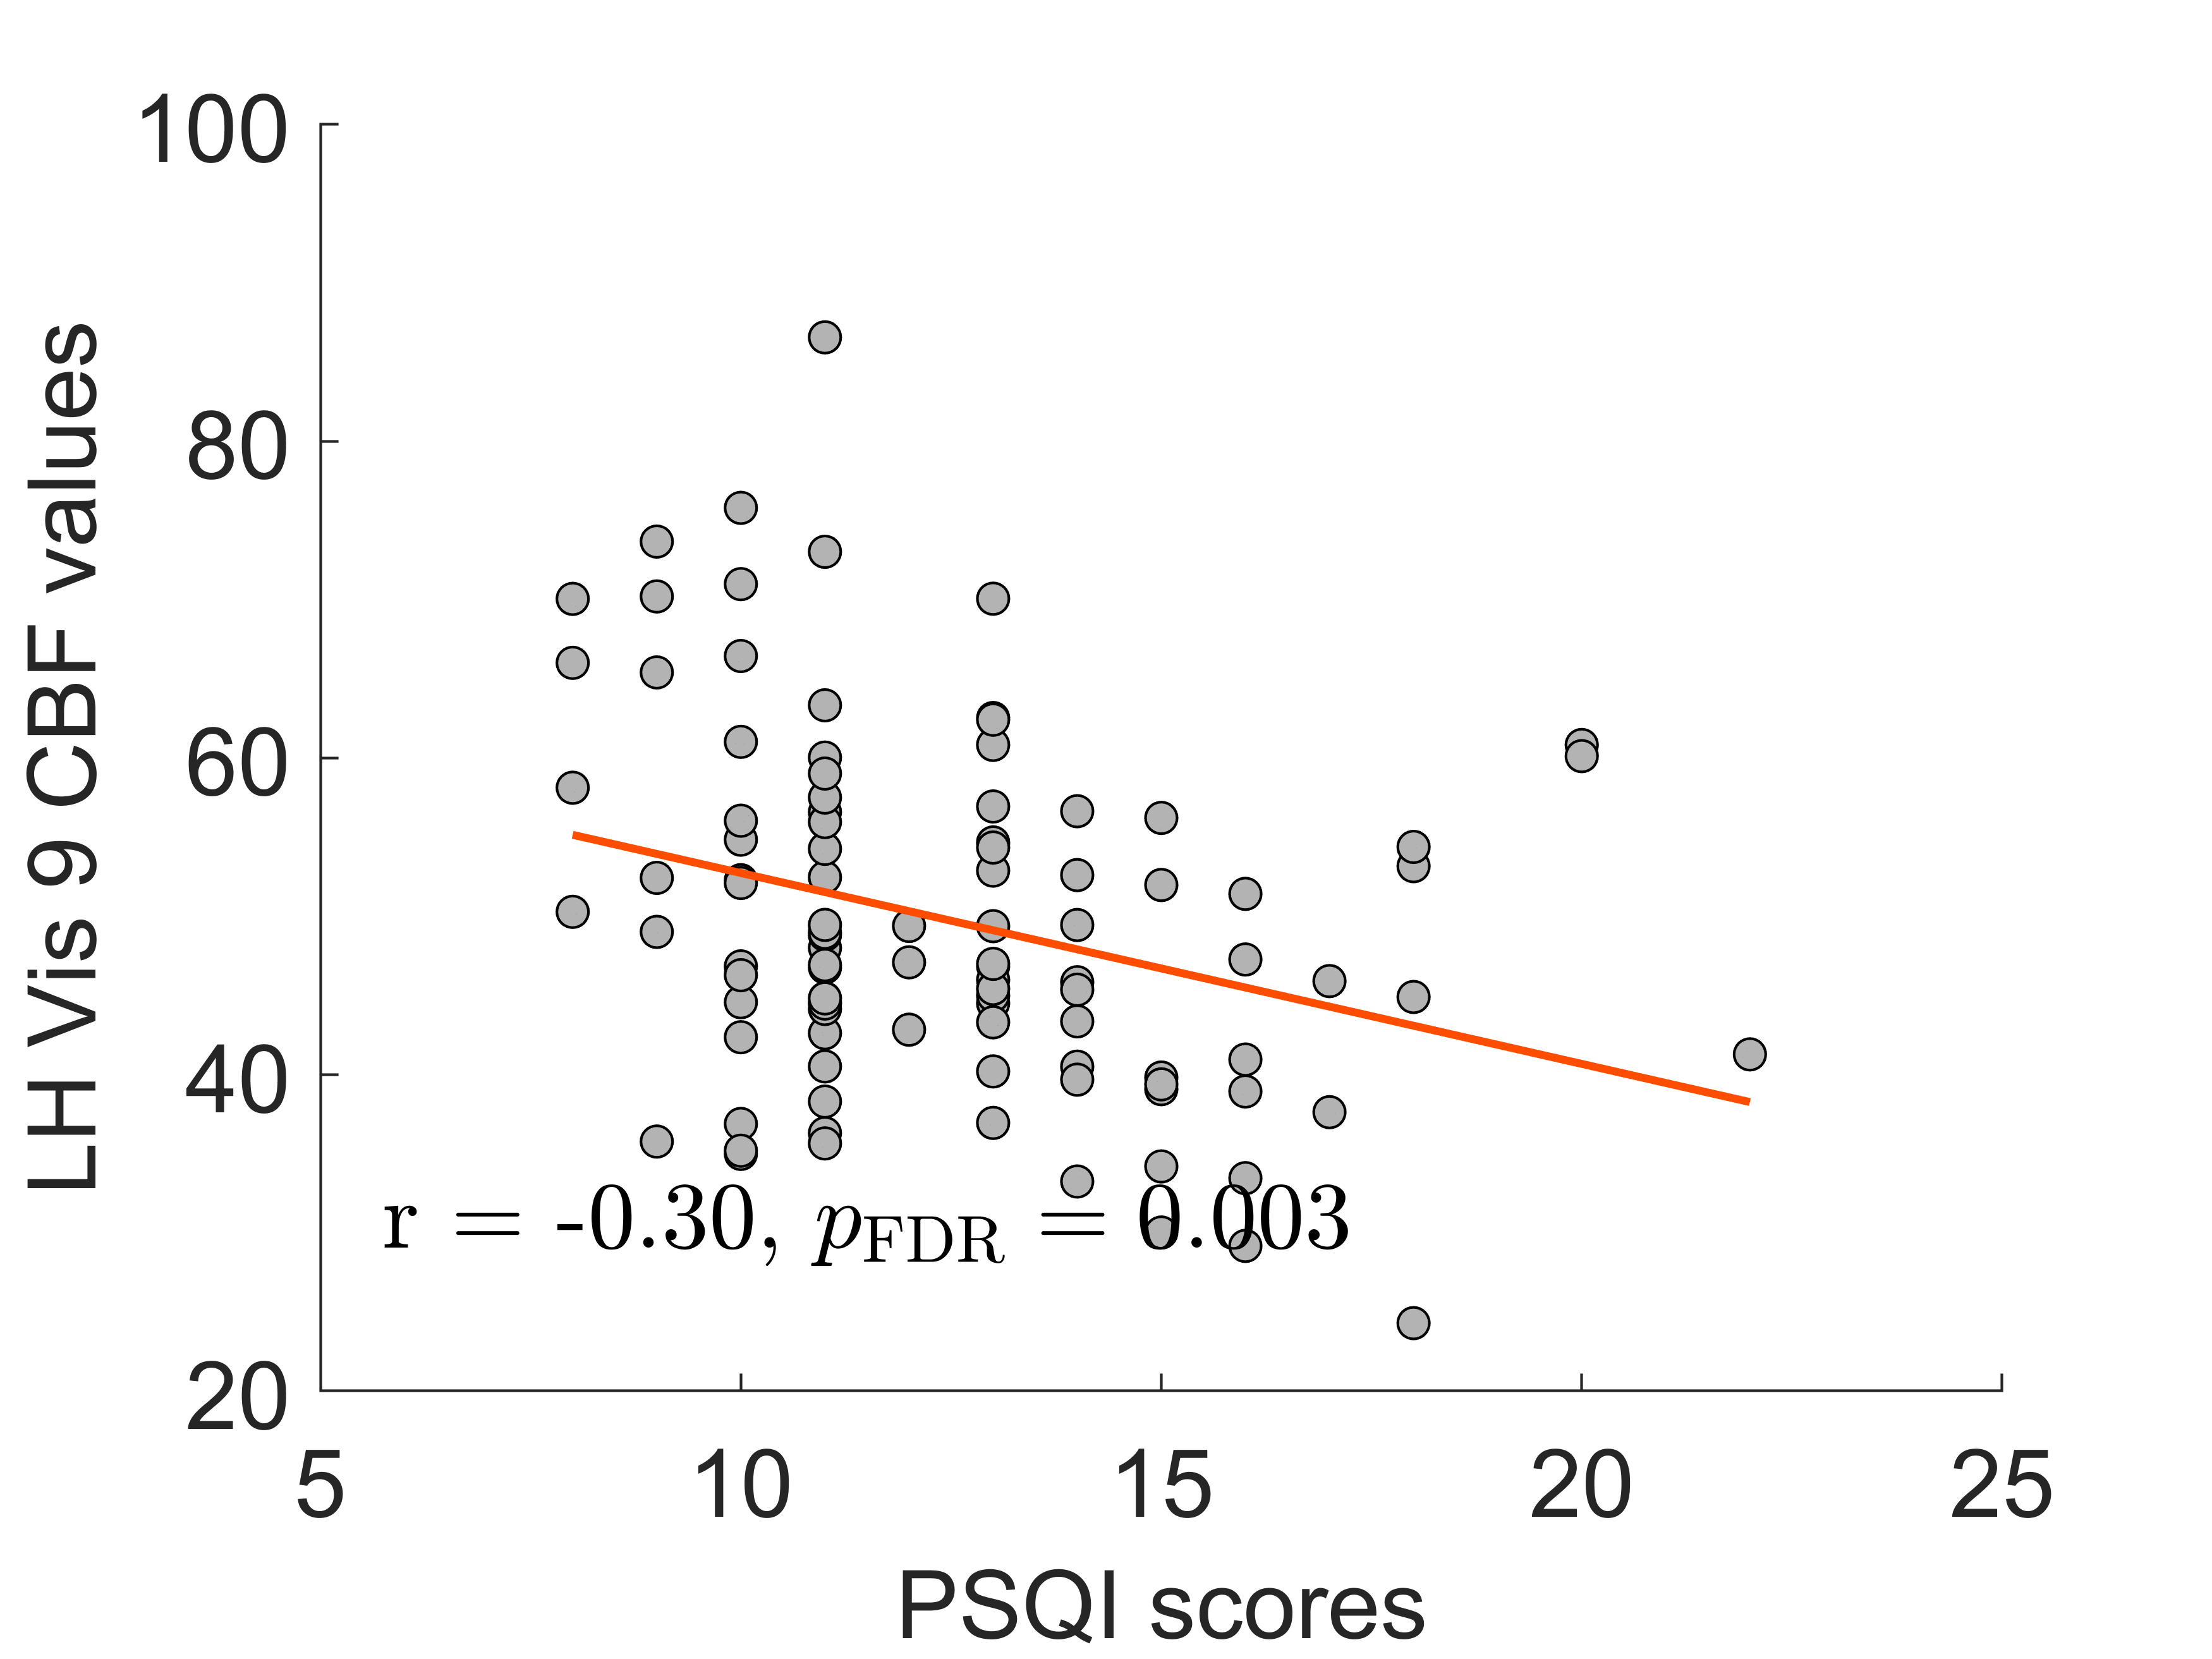 100
80
60
40
20
LH Vis 9 CBF values
r = -0.30, pFDR = 0.003
5 10 15 20 25
PSQI scores